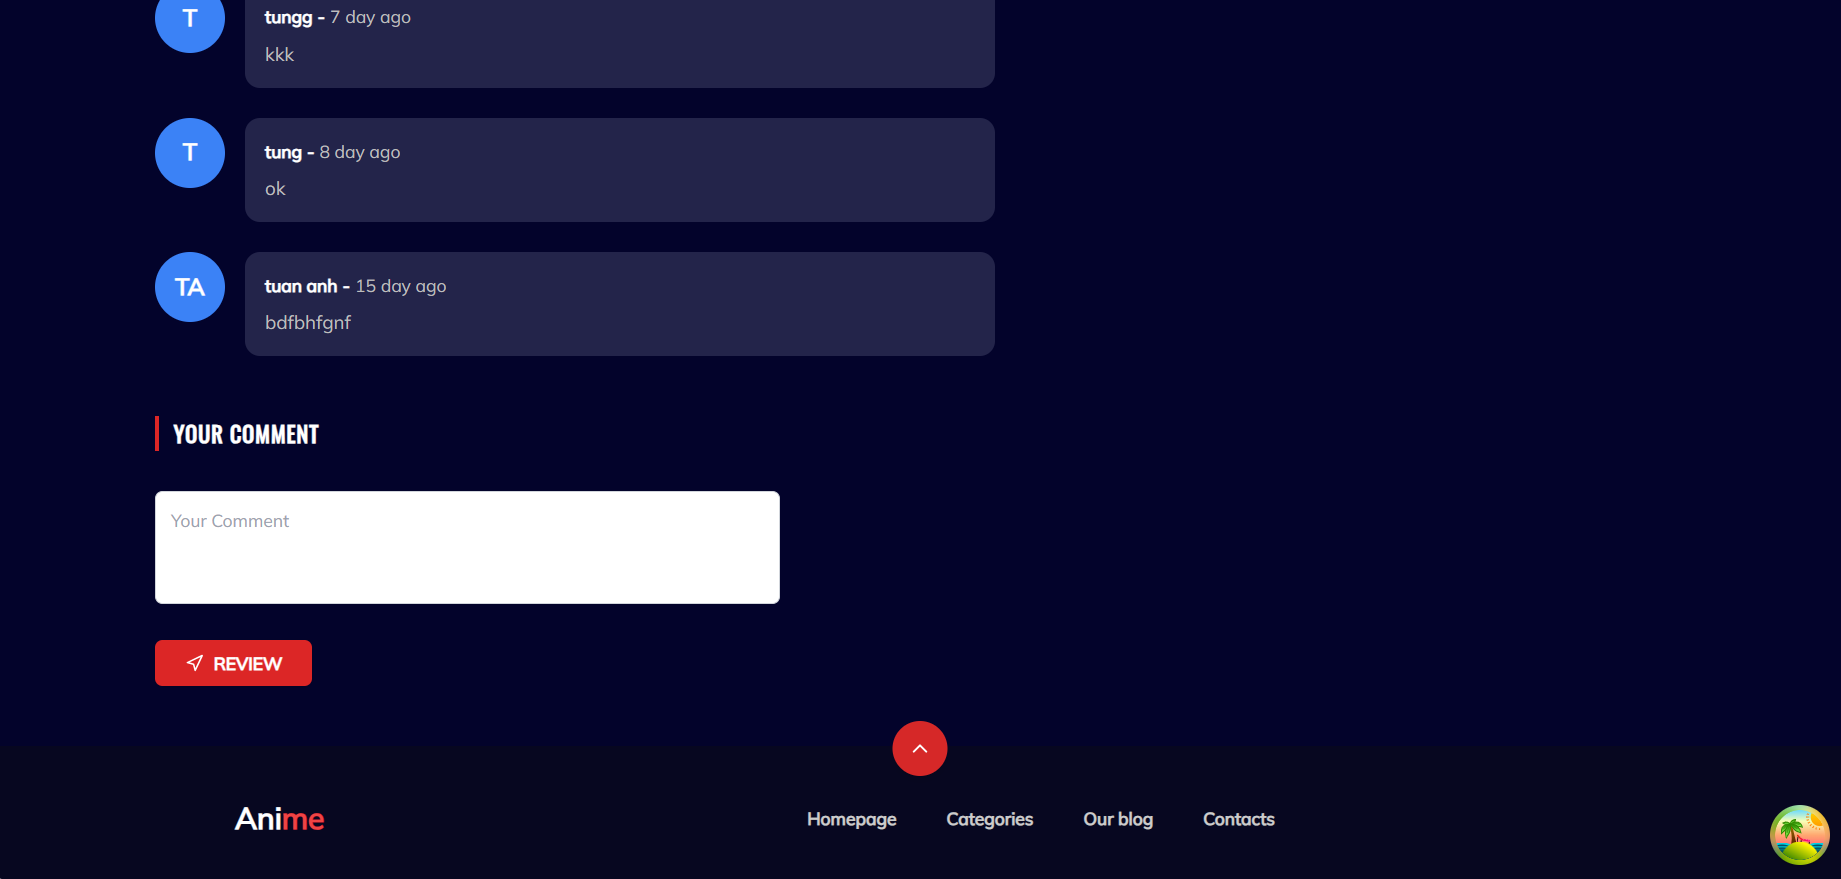 T
tungg - 7 day ago
kkk
T
tung - 8 day ago
ok
TA
tuan anh - 15 day ago
bdfbhfgnf
YOUR COMMENT
Your Comment
REVIEW
Anime
Homepage Categories Our blog Contacts